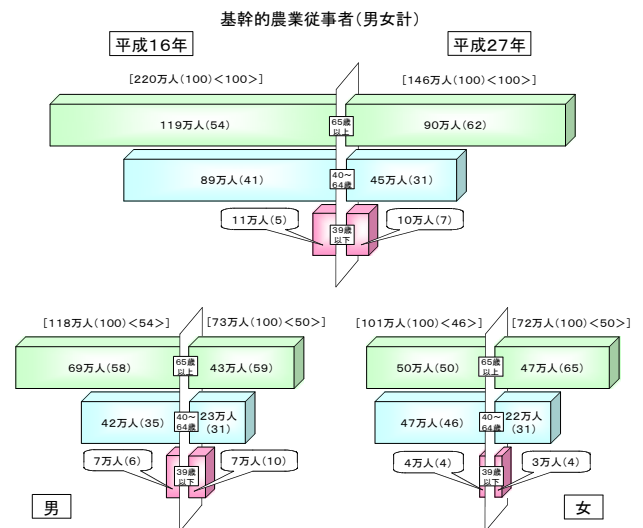 基幹的農業従事者(男女計)
平成16年
平成27年
[220万人(100)<100>]
[146万人(100)<100>]
119万人(54)
65歳
以上
90万人(62)
89万人(41)
40～
64歳
45万人(31)
11万人(5)
39歳
以下
10万人(7)
[118万人(100)<54>]
[73万人(100)<50>]
69万人(58)
65歳
以上
43万人(59)
42万人(35)
40～
64歳
23万人
(31)
7万人(6)
39歳
以下
7万人(10)
男
[101万人(100)<46>]
[72万人(100)<50>]
50万人(50)
65歳
以上
47万人(65)
47万人(46)
40～
64歳
22万人
(31)
4万人(4)
39歳
以下
3万人(4)
女